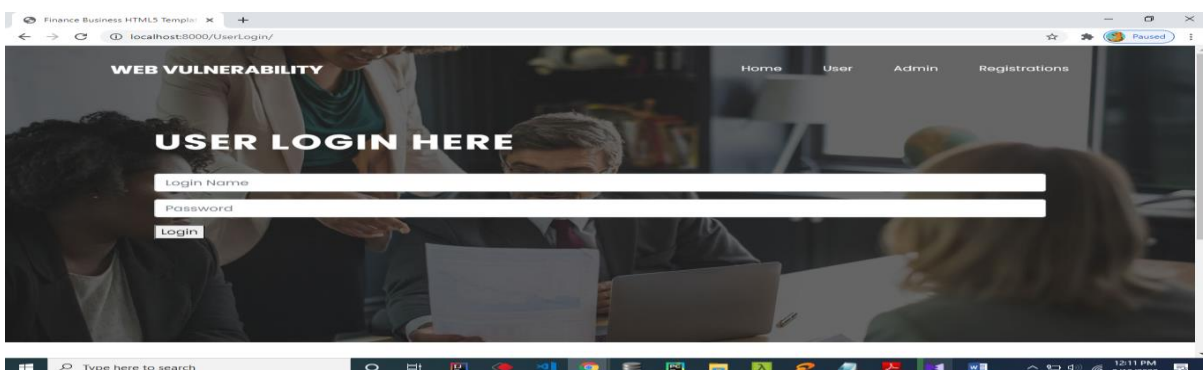 Finance Business HTML5 Templa
localhost:8000/UserLogin/
Paused
WEB VULNERABILITY
Home User Admin Registrations
USER LOGIN HERE
Login Name
Password
Login
Type here to search
12:11 PM